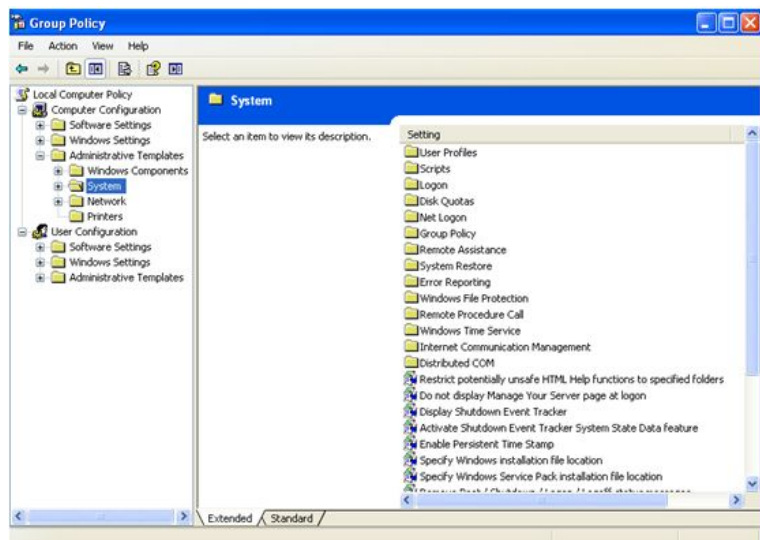 Group Policy
File Action View Help
Local Computer Policy
Computer Configuration
Software Settings
Windows Settings
Administrative Templates
Windows Components
System
Network
Printers
User Configuration
Software Settings
Windows Settings
Administrative Templates
System
Select an item to view its description.
Setting
User Profiles
Scripts
Logon
Disk Quotas
Net Logon
Group Policy
Remote Assistance
System Restore
Error Reporting
Windows File Protection
Remote Procedure Call
Windows Time Service
Internet Communication Management
Distributed COM
Restrict potentially unsafe HTML Help functions to specified folders
Do not display Manage Your Server page at logon
Display Shutdown Event Tracker
Activate Shutdown Event Tracker System State Data feature
Enable Persistent Time Stamp
Specify Windows installation file location
Specify Windows Service Pack installation file location
Extended Standard